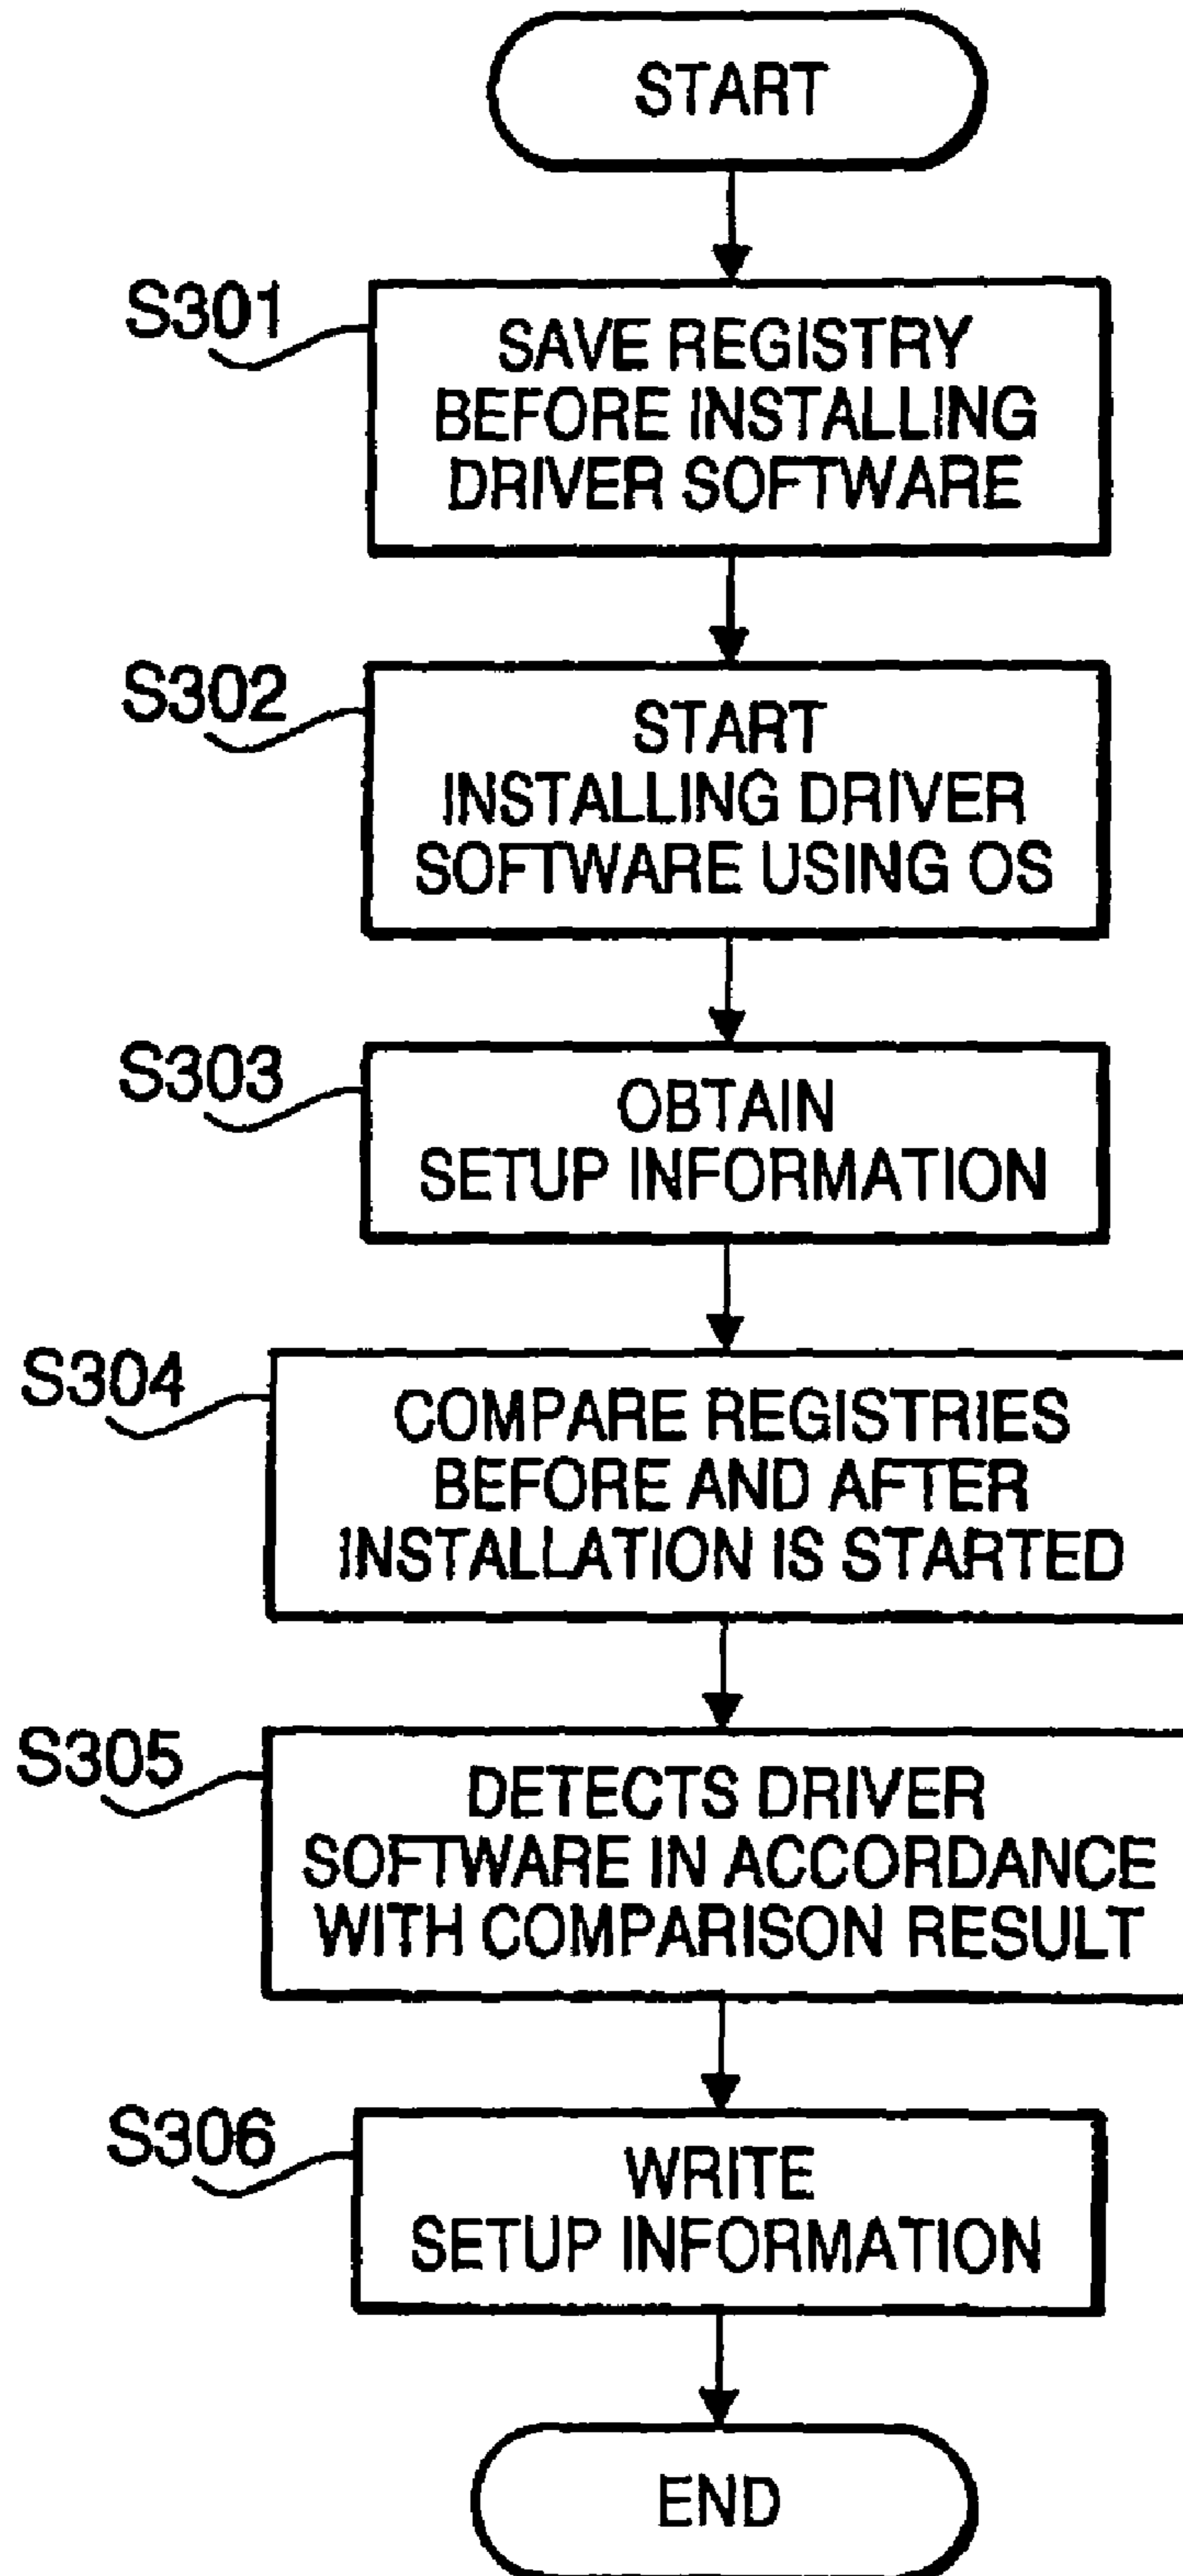 START
S301
SAVE REGISTRY
BEFORE INSTALLING
DRIVER SOFTWARE
S302
START
INSTALLING DRIVER
SOFTWARE USING OS
S303
OBTAIN
SETUP INFORMATION
S304
COMPARE REGISTRIES
BEFORE AND AFTER
INSTALLATION IS STARTED
S305
DETECTS DRIVER
SOFTWARE IN ACCORDANCE
WITH COMPARISON RESULT
S306
WRITE
SETUP INFORMATION
END